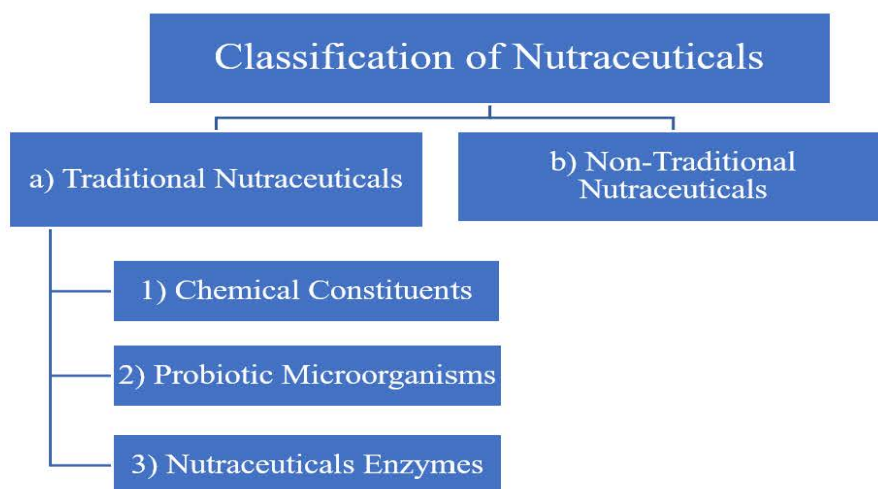 Classification of Nutraceuticals
a) Traditional Nutraceuticals
b) Non-Traditional
Nutraceuticals
1) Chemical Constituents
2) Probiotic Microorganisms
3) Nutraceuticals Enzymes